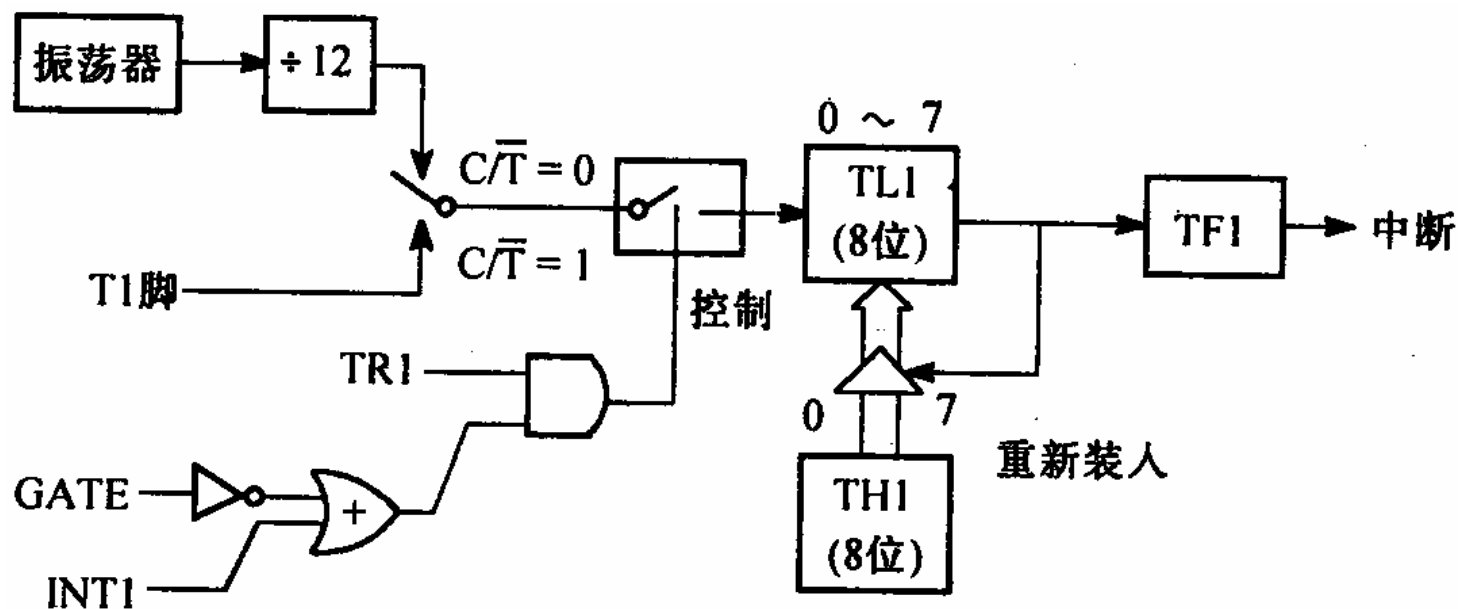 振荡器
÷12
0 ～ 7
C/T̅ = 0
TL1
(8位)
TF1
中断
C/T̅ = 1
T1脚
控制
TR1
0 7
重新装人
GATE
+
TH1
(8位)
INT1